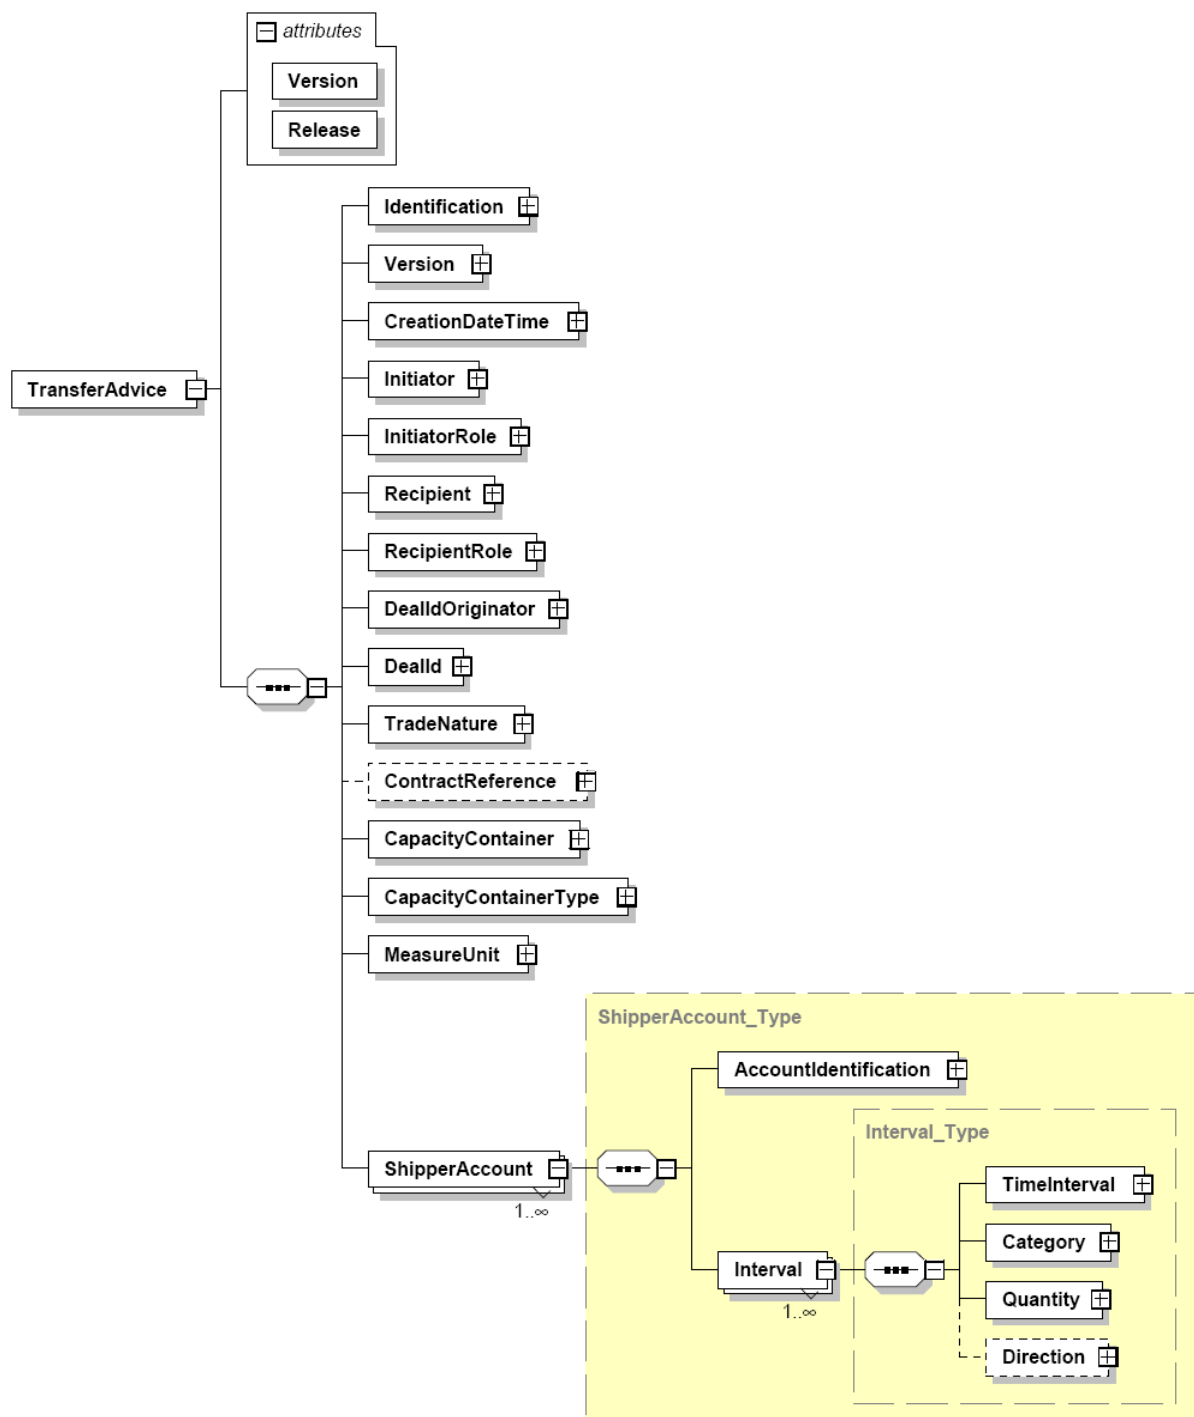 attributes
Version
Release
Identification
Version
CreationDateTime
Initiator
TransferAdvice
InitiatorRole
Recipient
RecipientRole
DealIdOriginator
DealId
TradeNature
ContractReference
CapacityContainer
CapacityContainerType
MeasureUnit
ShipperAccount_Type
AccountIdentification
Interval_Type
ShipperAccount
1..∞
TimeInterval
Category
Interval
1..∞
Quantity
Direction